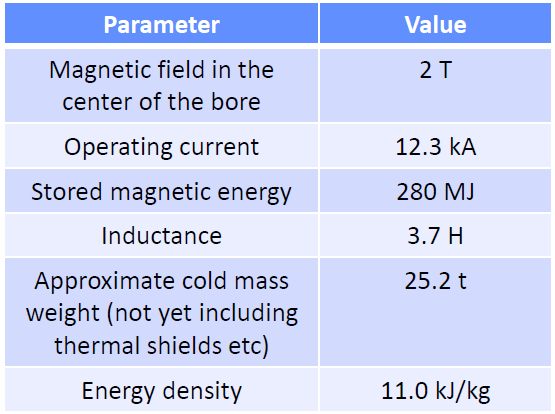 Parameter Value
Magnetic field in the 2 T
center of the bore
Operating current 12.3 kA
Stored magnetic energy 280 MJ
Inductance 3.7 H
Approximate cold mass 25.2 t
weight (not yet including
thermal shields etc)
Energy density 11.0 kJ/kg